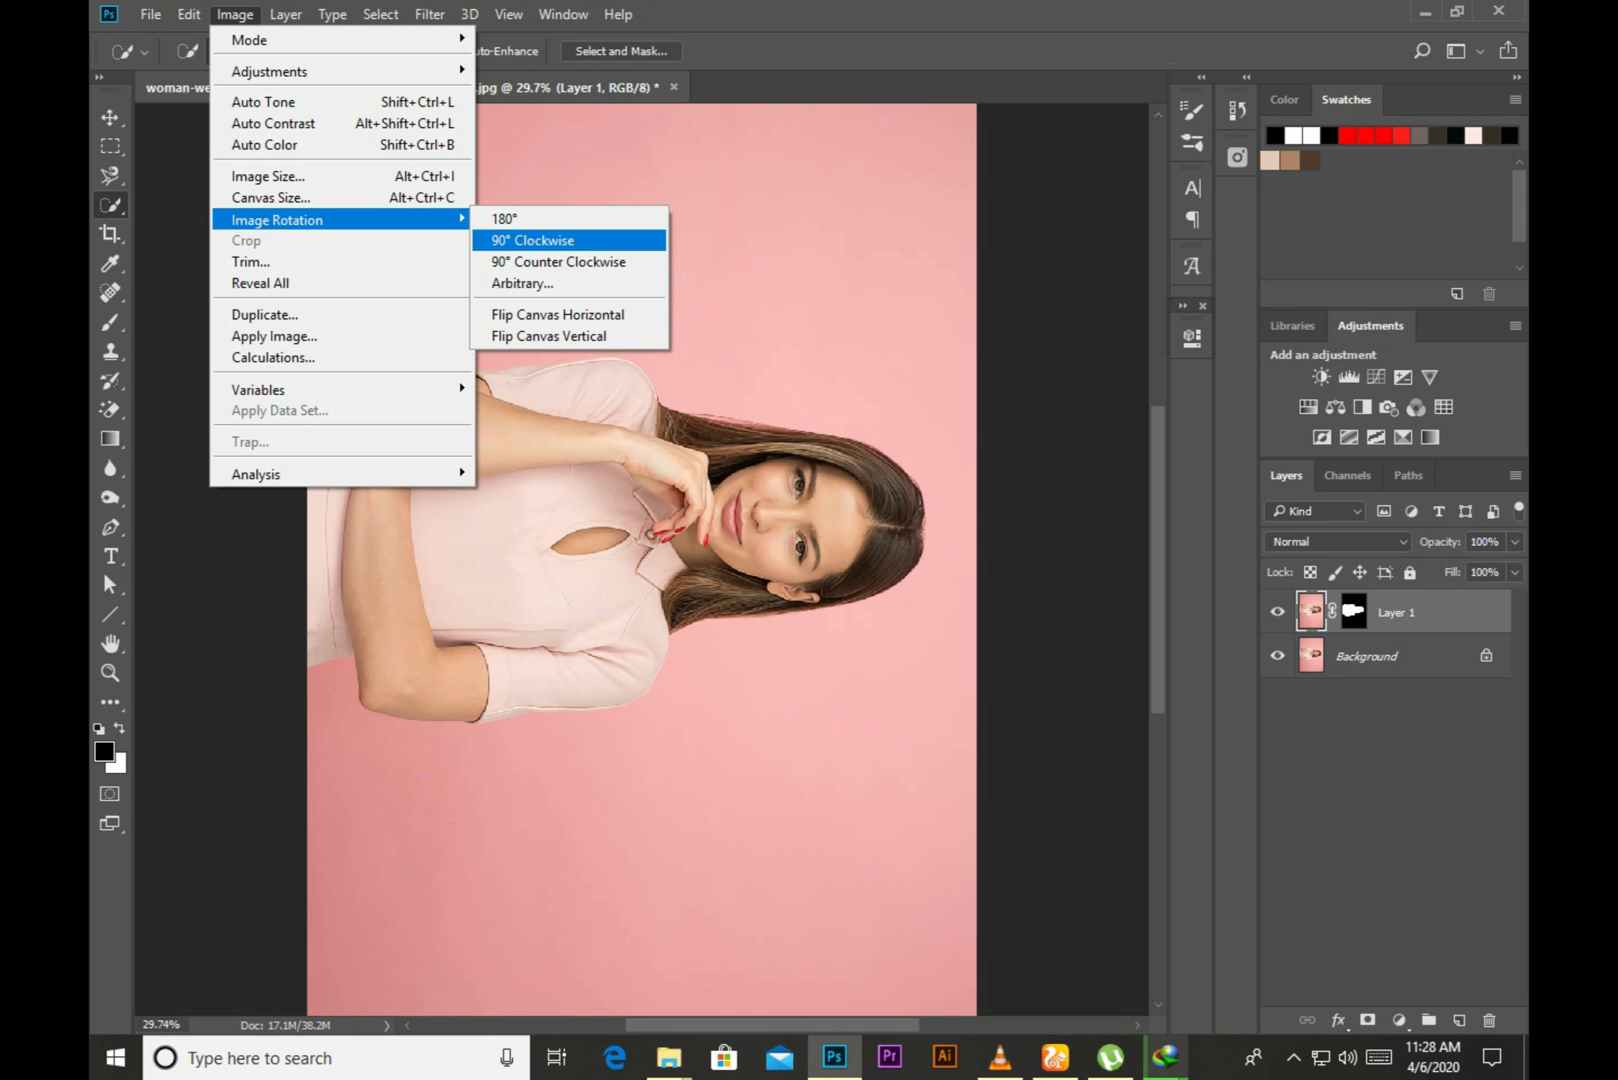 Ps File Edit Image Layer Type Select Filter 3D View Window Help
Select and Mask...
woman-we
.jpg @ 29.7% (Layer 1, RGB/8) *
Mode
Adjustments
Auto Tone Shift+Ctrl+L
Auto Contrast Alt+Shift+Ctrl+L
Auto Color Shift+Ctrl+B
Image Size... Alt+Ctrl+I
Canvas Size... Alt+Ctrl+C
Image Rotation
Crop
Trim...
Reveal All
Duplicate...
Apply Image...
Calculations...
Variables
Apply Data Set...
Trap...
Analysis
180°
90° Clockwise
90° Counter Clockwise
Arbitrary...
Flip Canvas Horizontal
Flip Canvas Vertical
Color Swatches
Libraries Adjustments
Add an adjustment
Layers Channels Paths
Kind
Normal Opacity: 100%
Lock: Fill: 100%
Layer 1
Background
29.74% Doc: 17.1M/38.2M
Type here to search
Ps Pr Ai
11:28 AM
4/6/2020